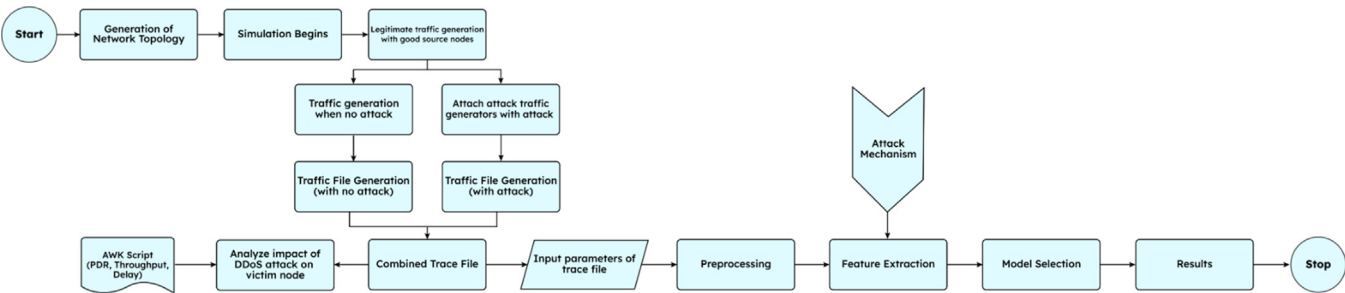 Start
Generation of
Network Topology
Simulation Begins
Legitimate traffic generation
with good source nodes
Traffic generation
when no attack
Attach attack traffic
generators with attack
Attack
Mechanism
Traffic File Generation
(with no attack)
Traffic File Generation
(with attack)
AWK Script
(PDR, Throughput,
Delay)
Analyze impact of
DDoS attack on
victim node
Combined Trace File
Input parameters of
trace file
Preprocessing
Feature Extraction
Model Selection
Results
Stop